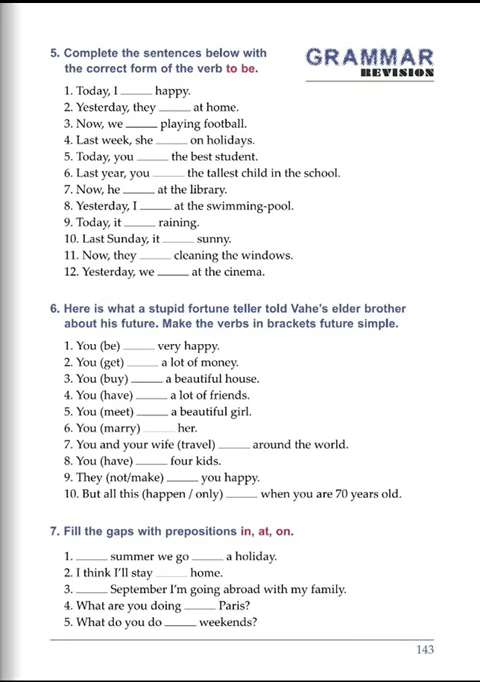 5. Complete the sentences below with
the correct form of the verb to be.
GRAMMAR
REVISION
1. Today, I _____ happy.
2. Yesterday, they _____ at home.
3. Now, we _____ playing football.
4. Last week, she _____ on holidays.
5. Today, you _____ the best student.
6. Last year, you _____ the tallest child in the school.
7. Now, he _____ at the library.
8. Yesterday, I _____ at the swimming-pool.
9. Today, it _____ raining.
10. Last Sunday, it _____ sunny.
11. Now, they _____ cleaning the windows.
12. Yesterday, we _____ at the cinema.
6. Here is what a stupid fortune teller told Vahe's elder brother
about his future. Make the verbs in brackets future simple.
1. You (be) _____ very happy.
2. You (get) _____ a lot of money.
3. You (buy) _____ a beautiful house.
4. You (have) _____ a lot of friends.
5. You (meet) _____ a beautiful girl.
6. You (marry) _____ her.
7. You and your wife (travel) _____ around the world.
8. You (have) _____ four kids.
9. They (not/make) _____ you happy.
10. But all this (happen / only) _____ when you are 70 years old.
7. Fill the gaps with prepositions in, at, on.
1. _____ summer we go _____ a holiday.
2. I think I'll stay _____ home.
3. _____ September I'm going abroad with my family.
4. What are you doing _____ Paris?
5. What do you do _____ weekends?
143